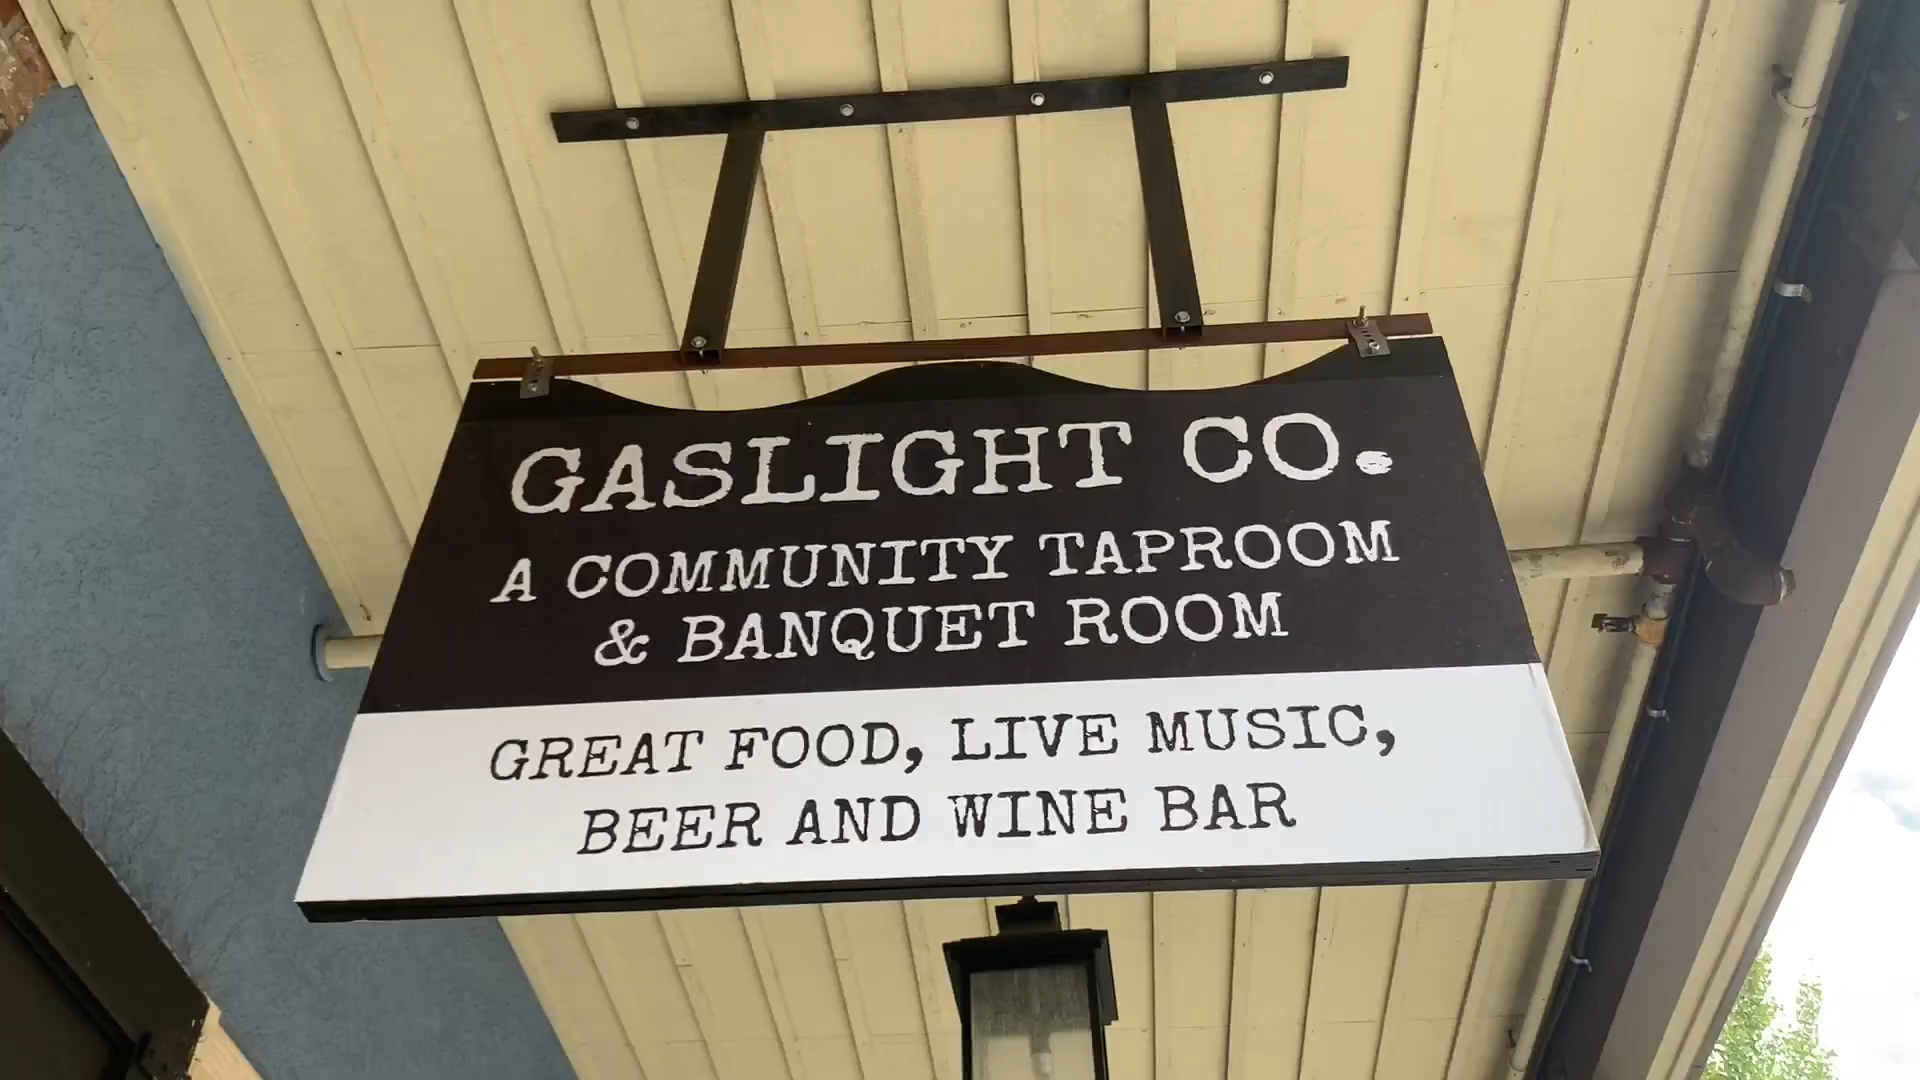 GASLIGHT CO.
A COMMUNITY TAPROOM
& BANQUET ROOM
GREAT FOOD, LIVE MUSIC,
BEER AND WINE BAR